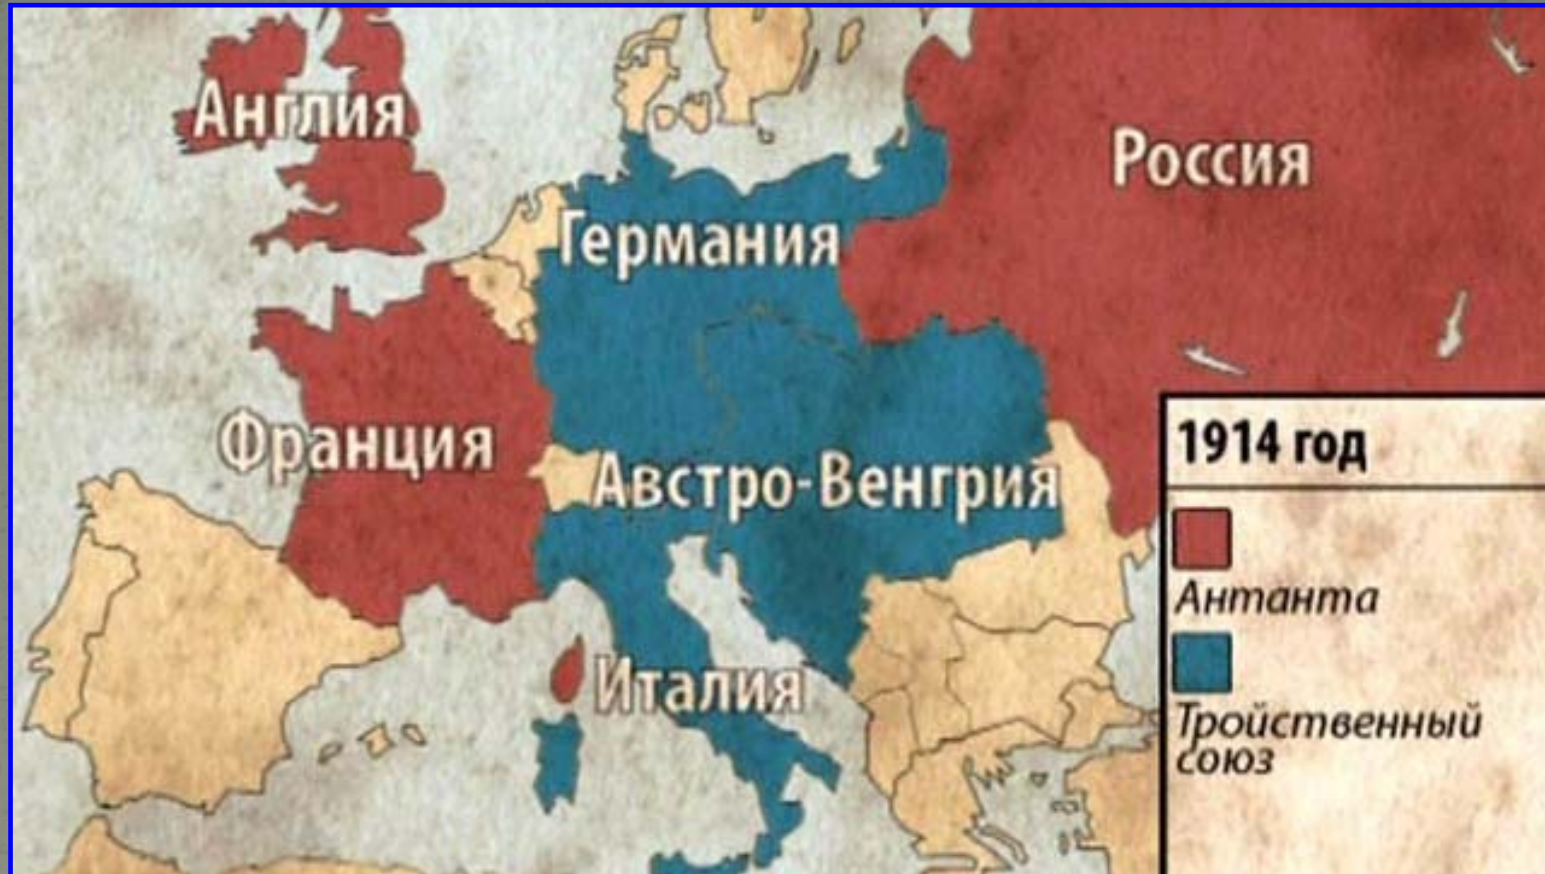 Англия
Россия
Германия
Франция
Австро-Венгрия
Италия
1914 год
Антанта
Тройственный
союз